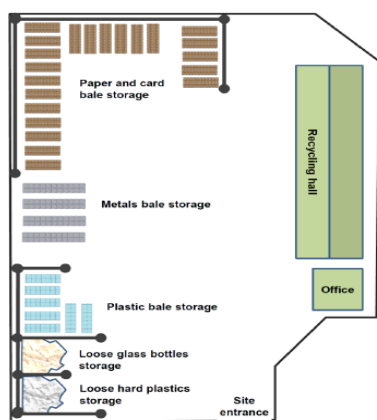 Paper and card
bale storage
Recycling hall
Metals bale storage
Office
Plastic bale storage
Loose glass bottles
storage
Loose hard plastics
storage
Site
entrance